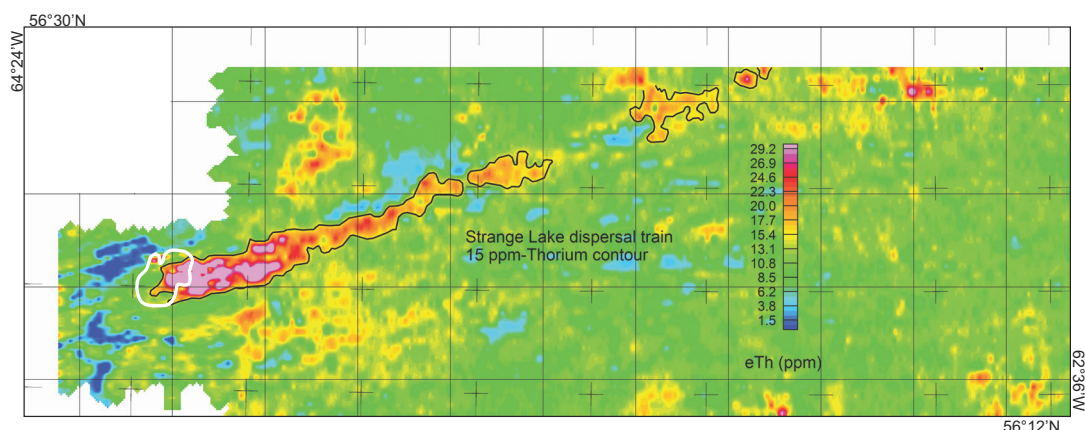 56°30'N
64°24'W
29.2
26.9
24.6
22.3
20.0
17.7
15.4
13.1
10.8
8.5
6.2
3.8
1.5
Strange Lake dispersal train
15 ppm-Thorium contour
eTh (ppm)
62°36'W
56°12'N